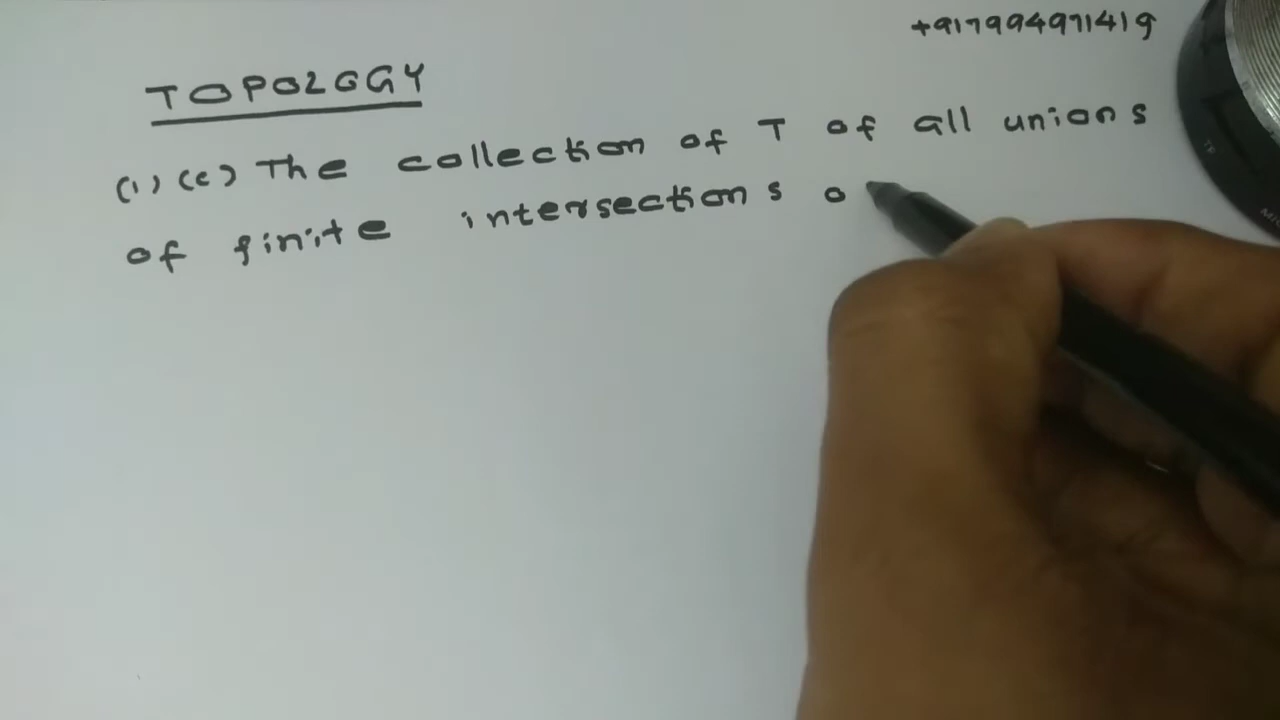 +917994971419
TOPOLOGY
(1) (c) The collection of T of all unions
of finite intersections o